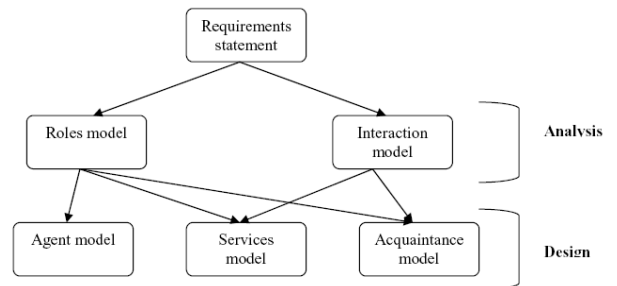 Requirements
statement
Roles model
Interaction
model
Analysis
Agent model
Services
model
Acquaintance
model
Design